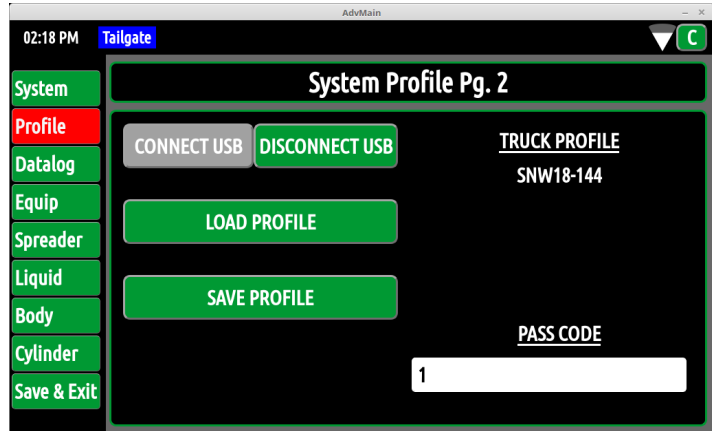 AdvMain
02:18 PM
Tailgate
C
System Profile Pg. 2
System
Profile
Datalog
Equip
Spreader
Liquid
Body
Cylinder
Save & Exit
CONNECT USB
DISCONNECT USB
LOAD PROFILE
SAVE PROFILE
TRUCK PROFILE
SNW18-144
PASS CODE
1